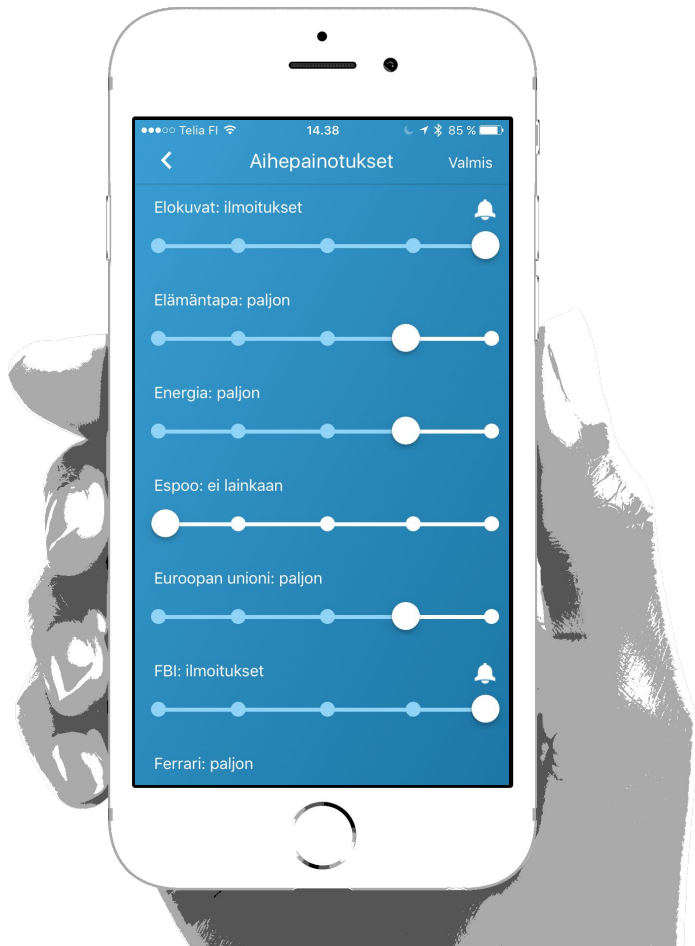 Telia FI 14.38 85 %
Aihepainotukset Valmis
Elokuvat: ilmoitukset
Elämäntapa: paljon
Energia: paljon
Espoo: ei lainkaan
Euroopan unioni: paljon
FBI: ilmoitukset
Ferrari: paljon